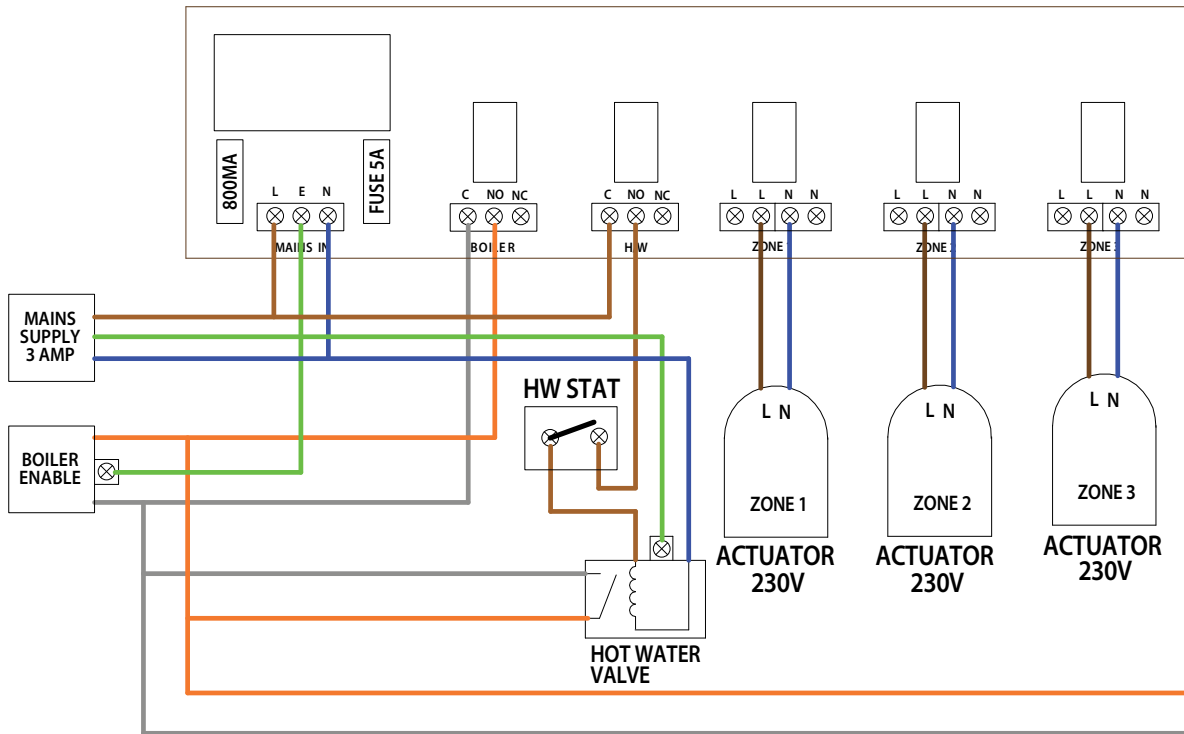 800MA
FUSE 5A
L E N
MAINS IN
C NO NC
BOILER
C NO NC
H/W
L L N N
ZONE 1
L L N N
ZONE 2
L L N N
ZONE 3
MAINS
SUPPLY
3 AMP
BOILER
ENABLE
HW STAT
HOT WATER
VALVE
L N
ZONE 1
ACTUATOR
230V
L N
ZONE 2
ACTUATOR
230V
L N
ZONE 3
ACTUATOR
230V